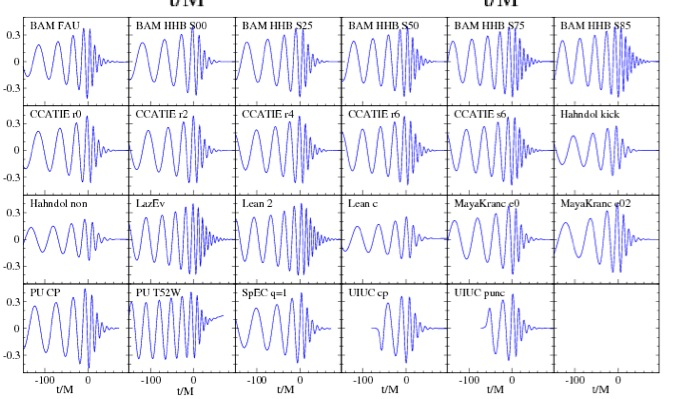 t/M t/M
BAM FAU BAM HHB S00 BAM HHB S25 BAM HHB S50 BAM HHB S75 BAM HHB S85
0.3
0
-0.3
CCATIE r0 CCATIE r2 CCATIE r4 CCATIE r6 CCATIE s6 Hahndol kick
0.3
0
-0.3
Hahndol non LazEv Lean 2 Lean c MayaKranc e0 MayaKranc e02
0.3
0
-0.3
PU CP PU T52W SpEC q=1 UIUC cp UIUC punc
0.3
0
-0.3
-100 0 -100 0 -100 0 -100 0 -100 0 -100 0
t/M t/M t/M t/M t/M t/M